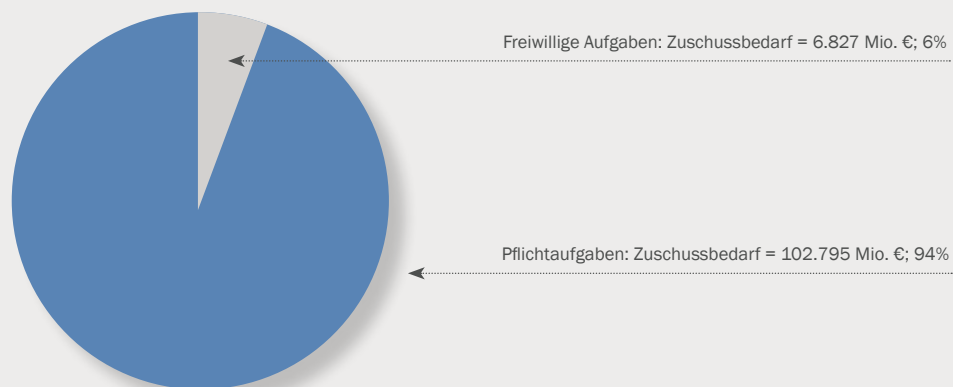 Freiwillige Aufgaben: Zuschussbedarf = 6.827 Mio. €; 6%
Pflichtaufgaben: Zuschussbedarf = 102.795 Mio. €; 94%